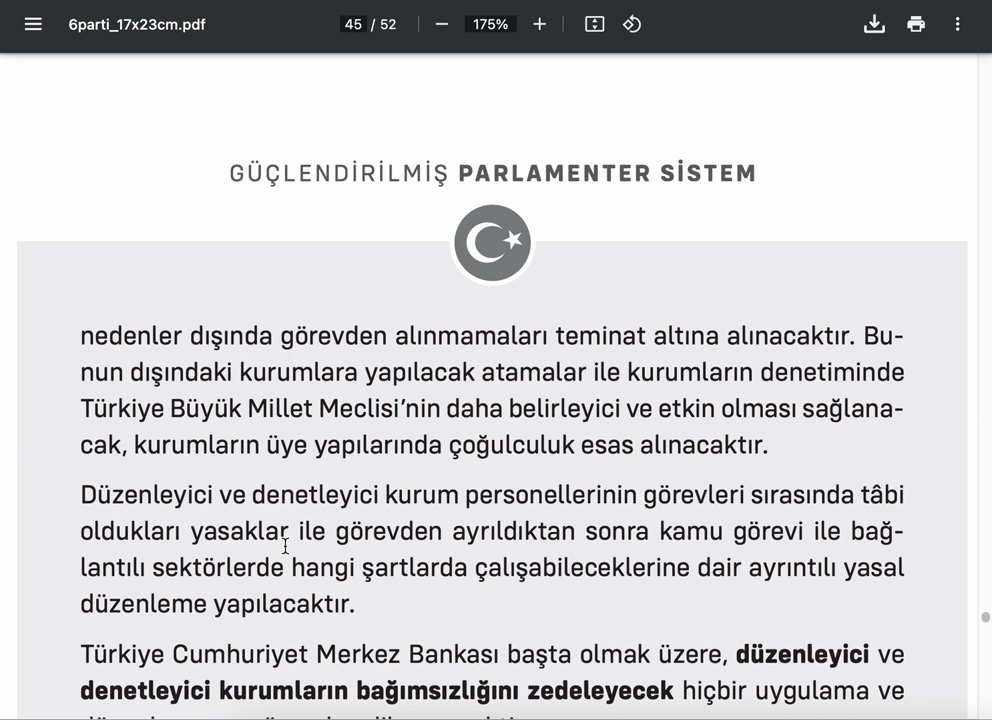 6parti_17x23cm.pdf 45 / 52 175%
GÜÇLENDİRİLMİŞ PARLAMENTER SİSTEM
nedenler dışında görevden alınmamaları teminat altına alınacaktır. Bu-
nun dışındaki kurumlara yapılacak atamalar ile kurumların denetiminde
Türkiye Büyük Millet Meclisi’nin daha belirleyici ve etkin olması sağlana-
cak, kurumların üye yapılarında çoğulculuk esas alınacaktır.
Düzenleyici ve denetleyici kurum personellerinin görevleri sırasında tâbi
oldukları yasaklar ile görevden ayrıldıktan sonra kamu görevi ile bağ-
lantılı sektörlerde hangi şartlarda çalışabileceklerine dair ayrıntılı yasal
düzenleme yapılacaktır.
Türkiye Cumhuriyet Merkez Bankası başta olmak üzere, düzenleyici ve
denetleyici kurumların bağımsızlığını zedeleyecek hiçbir uygulama ve